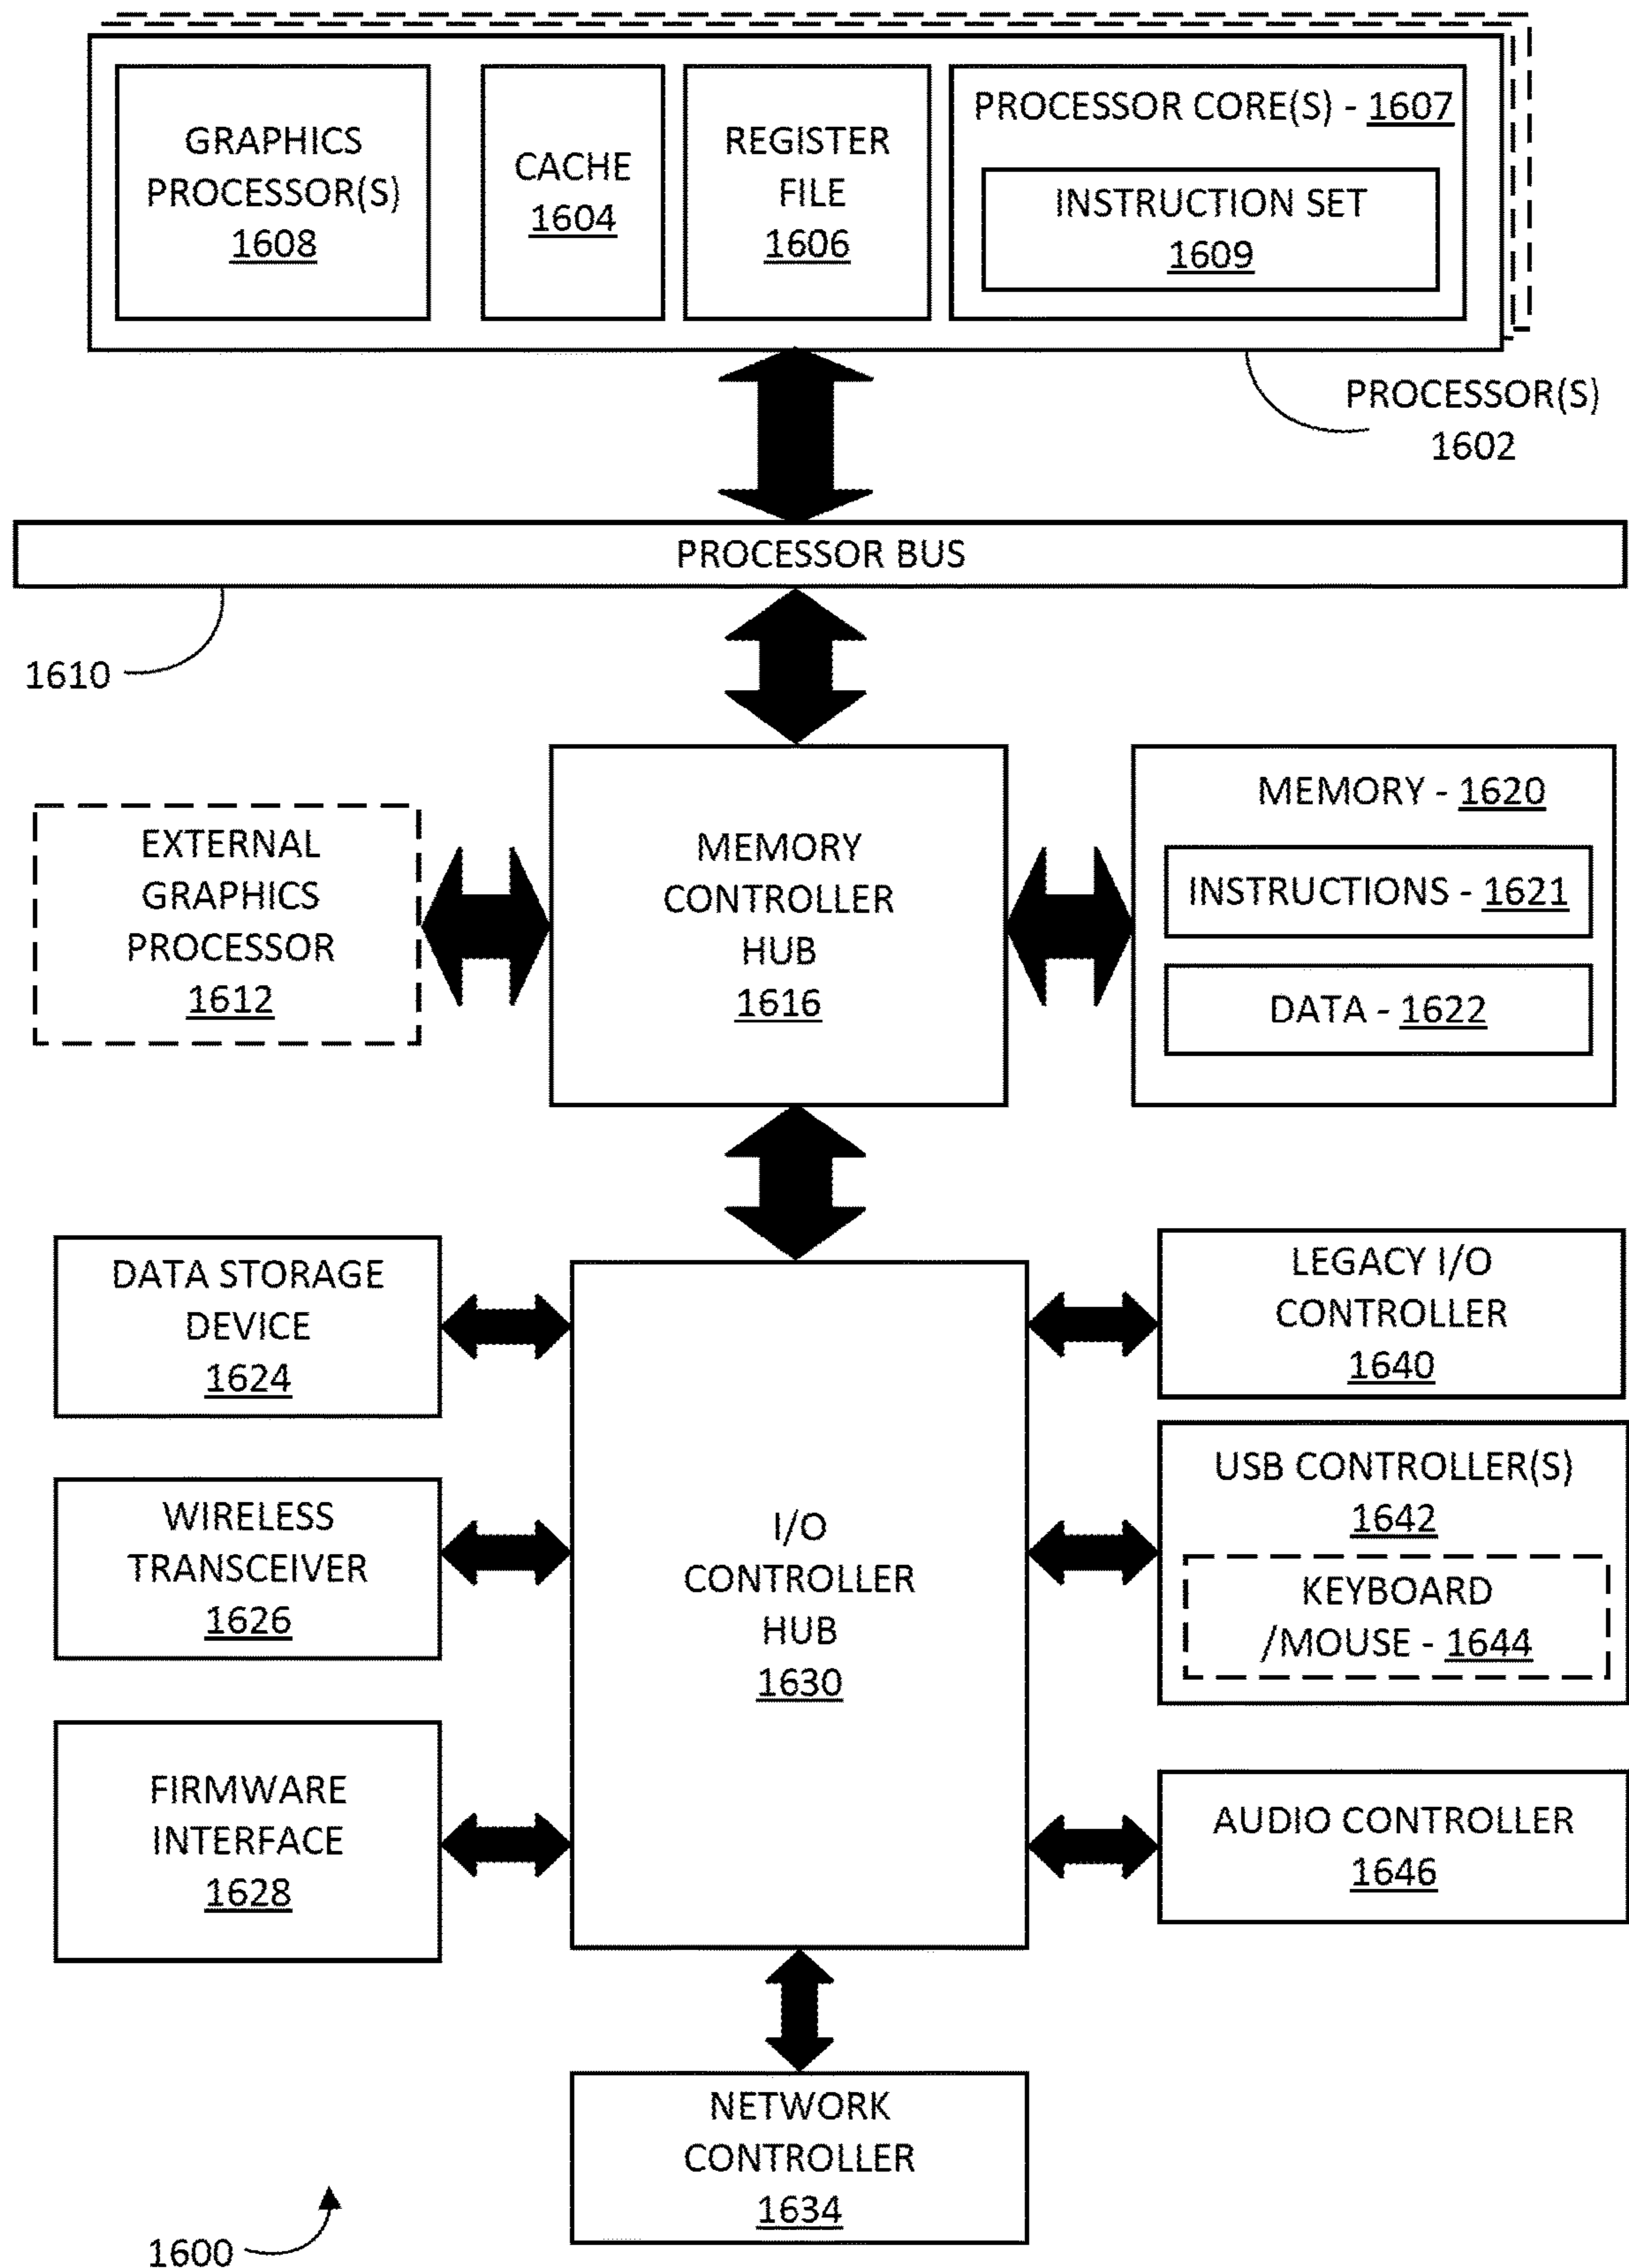 GRAPHICS
PROCESSOR(S)
1608
CACHE
1604
REGISTER
FILE
1606
PROCESSOR CORE(S) - 1607
INSTRUCTION SET
1609
PROCESSOR(S)
1602
PROCESSOR BUS
1610
EXTERNAL
GRAPHICS
PROCESSOR
1612
MEMORY
CONTROLLER
HUB
1616
MEMORY - 1620
INSTRUCTIONS - 1621
DATA - 1622
DATA STORAGE
DEVICE
1624
WIRELESS
TRANSCEIVER
1626
FIRMWARE
INTERFACE
1628
I/O
CONTROLLER
HUB
1630
LEGACY I/O
CONTROLLER
1640
USB CONTROLLER(S)
1642
KEYBOARD
/MOUSE - 1644
AUDIO CONTROLLER
1646
NETWORK
CONTROLLER
1634
1600